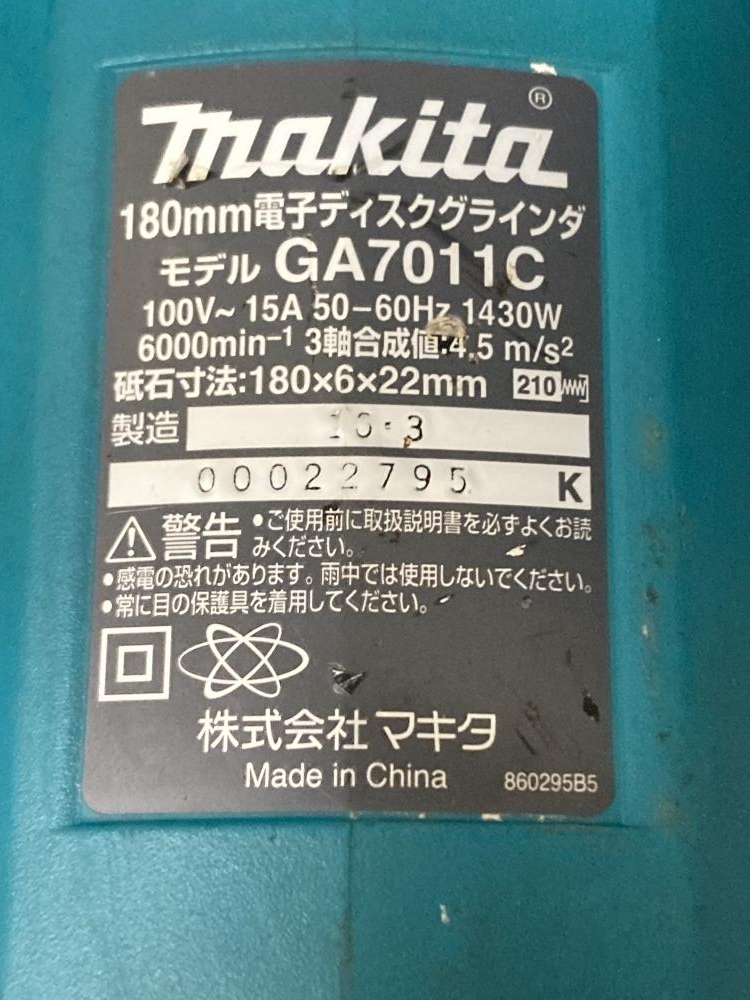 makita®
180mm電子ディスクグラインダ
モデル GA7011C
100V~ 15A 50-60Hz 1430W
6000min⁻¹ 3軸合成値:4.5 m/s²
砥石寸法:180×6×22mm 210
製造
00022795 K
警告 •ご使用前に取扱説明書を必ずよくお読
みください。
•感電の恐れがあります。雨中では使用しないでください。
•常に目の保護具を着用してください。
株式会社マキタ
Made in China 860295B5